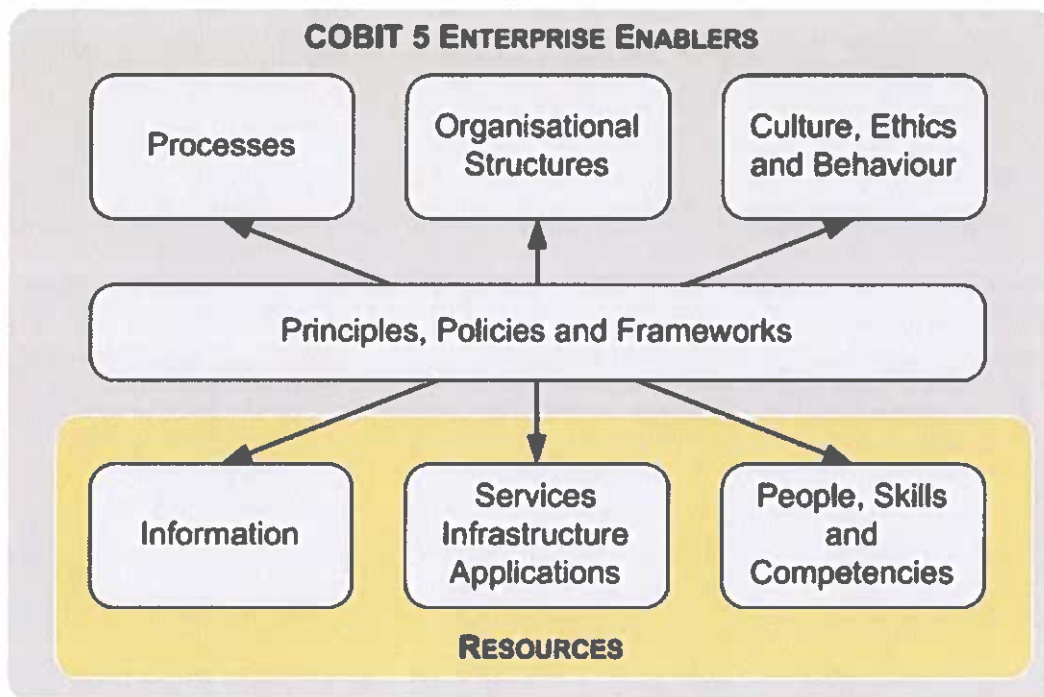 COBIT 5 ENTERPRISE ENABLERS
Processes
Organisational
Structures
Culture, Ethics
and Behaviour
Principles, Policies and Frameworks
Information
Services
Infrastructure
Applications
People, Skills
and
Competencies
RESOURCES